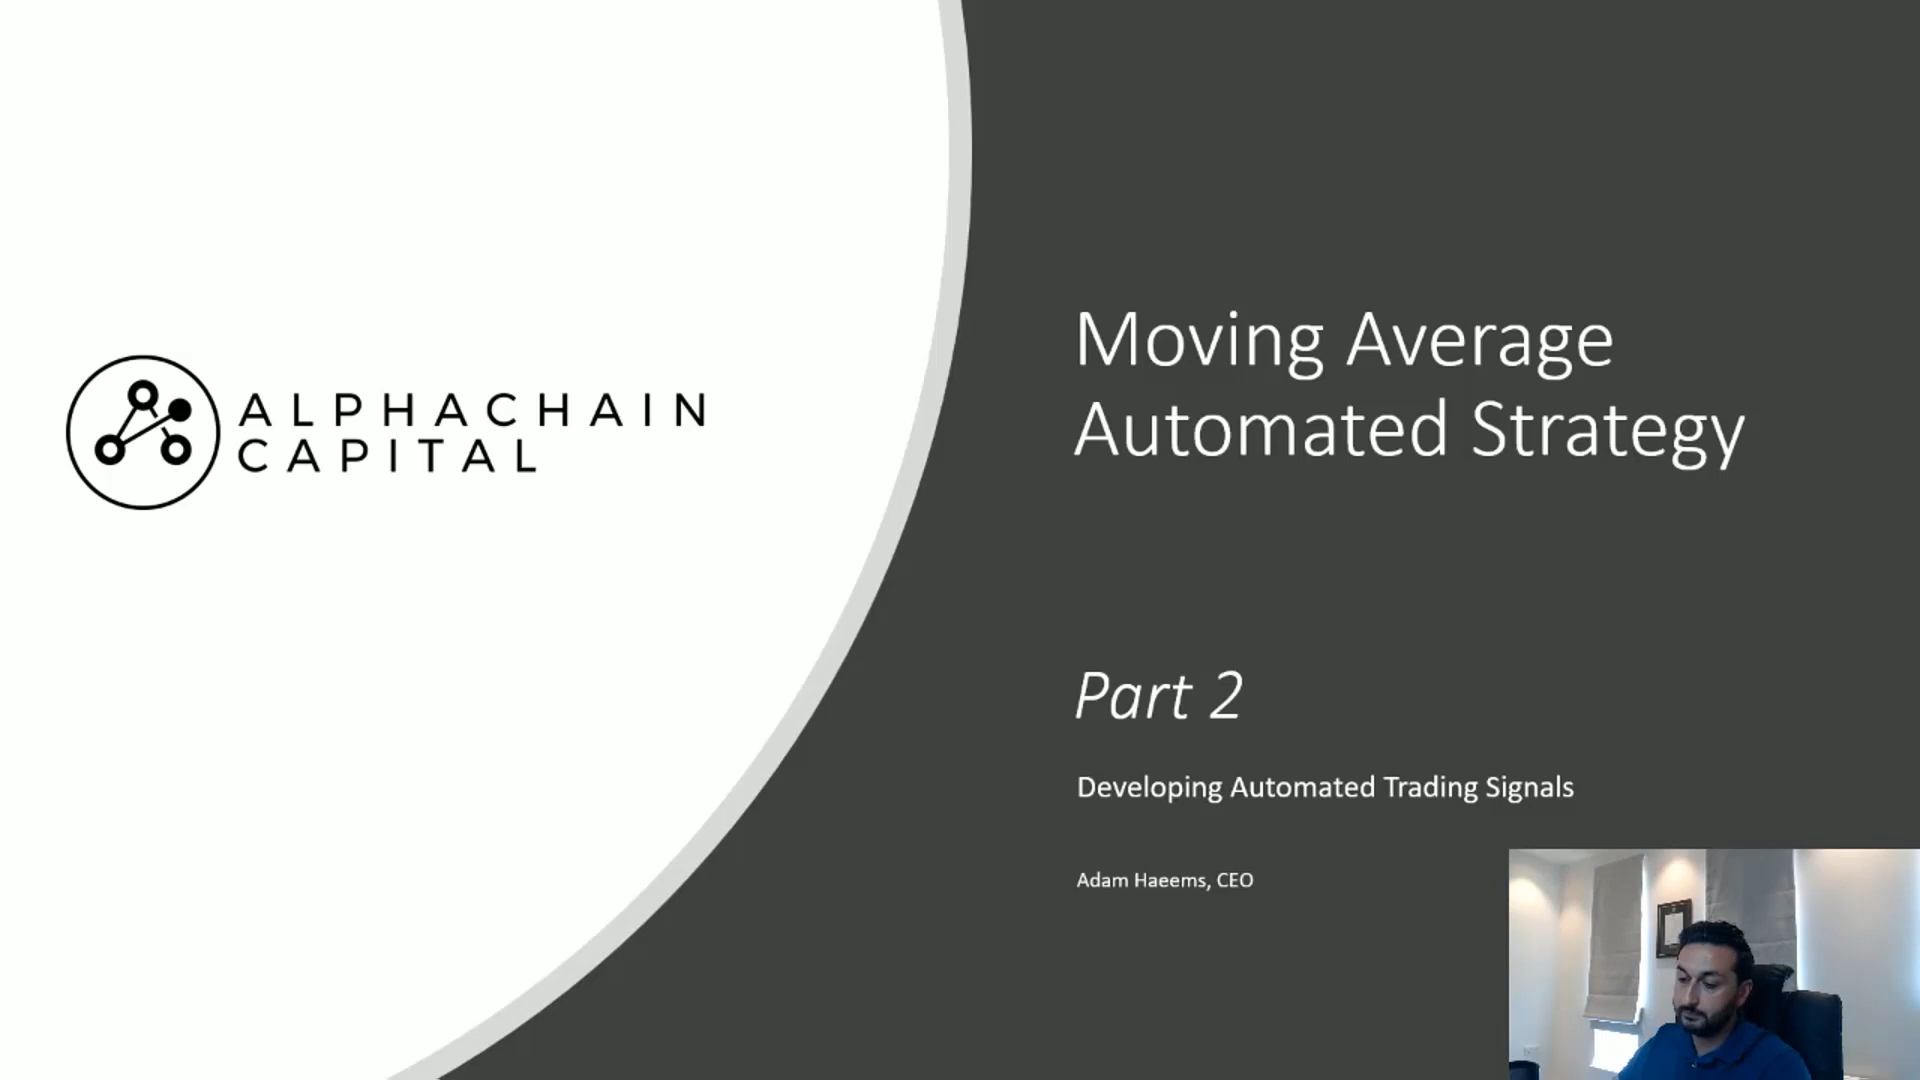 ALPHACHAIN
CAPITAL
Moving Average
Automated Strategy
Part 2
Developing Automated Trading Signals
Adam Haeems, CEO